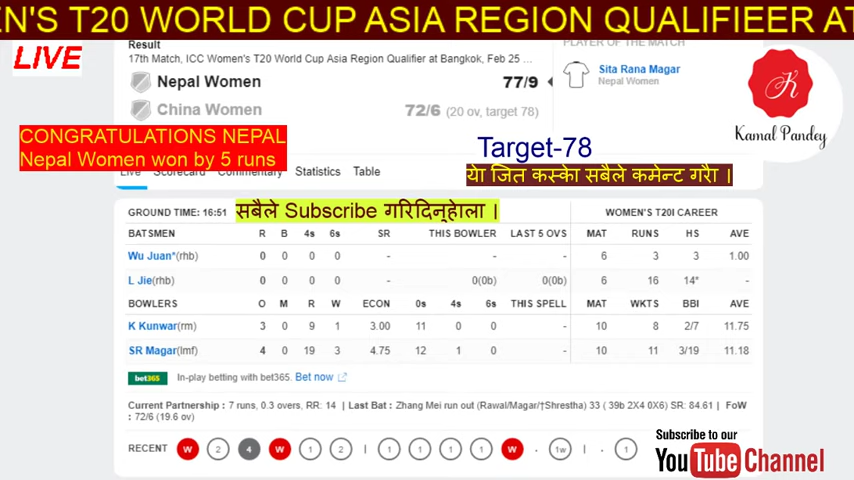 EN'S T20 WORLD CUP ASIA REGION QUALIFIEER AT
LIVE
Result
17th Match, ICC Women's T20 World Cup Asia Region Qualifier at Bangkok, Feb 25 ...
Nepal Women 77/9
China Women 72/6 (20 ov, target 78)
PLAYER OF THE MATCH
Sita Rana Magar
Nepal Women
K
Kamal Pandey
CONGRATULATIONS NEPAL
Nepal Women won by 5 runs
Target-78
यो जित कस्को सबैले कमेन्ट गरौ ।
Live Scorecard Commentary Statistics Table
GROUND TIME: 16:51
सबैले Subscribe गरिदिनुहोला ।
WOMEN'S T20I CAREER
BATSMEN R B 4s 6s SR THIS BOWLER LAST 5 OVS MAT RUNS HS AVE
Wu Juan*(rhb) 0 0 0 0 - - - 6 3 3 1.00
L Jie(rhb) 0 0 0 0 - 0(0b) 0(0b) 6 16 14* -
BOWLERS O M R W ECON 0s 4s 6s THIS SPELL MAT WKTS BBI AVE
K Kunwar(rm) 3 0 9 1 3.00 11 0 0 - 10 8 2/7 11.75
SR Magar(lmf) 4 0 19 3 4.75 12 1 0 - 10 11 3/19 11.18
bet365 In-play betting with bet365. Bet now
Current Partnership : 7 runs, 0.3 overs, RR: 14 | Last Bat : Zhang Mei run out (Rawal/Magar/†Shrestha) 33 ( 39b 2X4 0X6) SR: 84.61 | FoW
: 72/6 (19.6 ov)
RECENT W 2 4 W 1 2 | 1 1 1 1 W · 1w | · 1
Subscribe to our
YouTube Channel